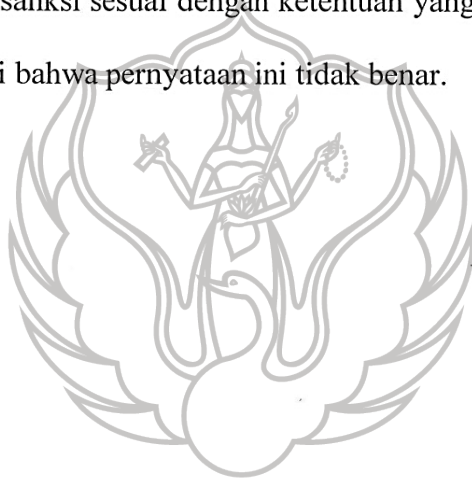 sanksi sesuai dengan ketentuan yang
i bahwa pernyataan ini tidak benar.